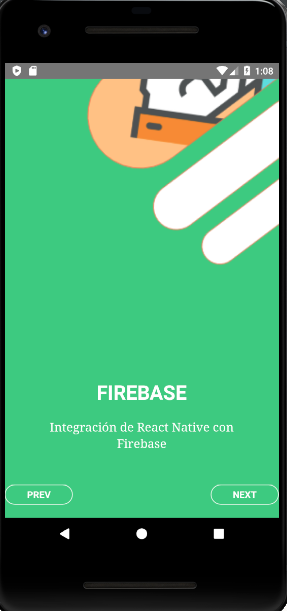 1:08
FIREBASE
Integración de React Native con
Firebase
PREV
NEXT